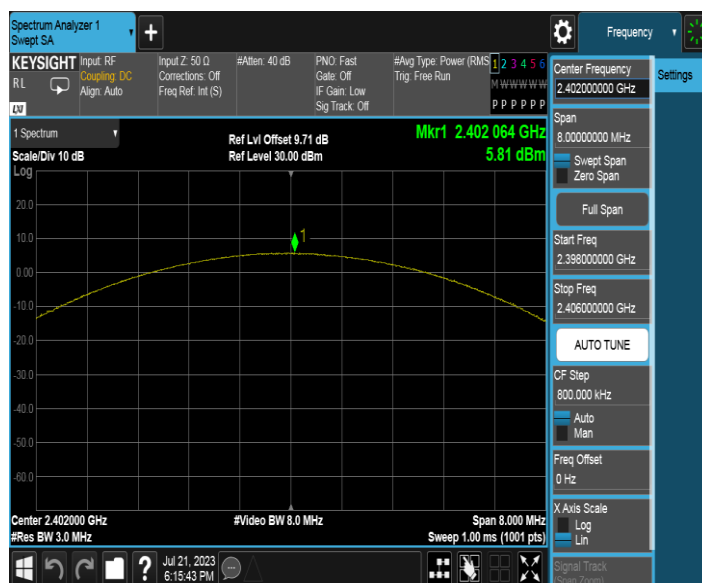 Spectrum Analyzer 1
Swept SA
+
Frequency
KEYSIGHT
RL
LXI
Input: RF
Coupling: DC
Align: Auto
Input Z: 50 Ω
Corrections: Off
Freq Ref: Int (S)
#Atten: 40 dB
PNO: Fast
Gate: Off
IF Gain: Low
Sig Track: Off
#Avg Type: Power (RMS
Trig: Free Run
1 2 3 4 5 6
M W W W W W
P P P P P P
1 Spectrum
Scale/Div 10 dB
Log
Ref Lvl Offset 9.71 dB
Ref Level 30.00 dBm
Mkr1 2.402 064 GHz
5.81 dBm
20.0
10.0
0.00
-10.0
-20.0
-30.0
-40.0
-50.0
-60.0
1
Center 2.402000 GHz
#Res BW 3.0 MHz
#Video BW 8.0 MHz
Span 8.000 MHz
Sweep 1.00 ms (1001 pts)
Jul 21, 2023
6:15:43 PM
?
Center Frequency
2.402000000 GHz
Settings
Span
8.00000000 MHz
Swept Span
Zero Span
Full Span
Start Freq
2.398000000 GHz
Stop Freq
2.406000000 GHz
AUTO TUNE
CF Step
800.000 kHz
Auto
Man
Freq Offset
0 Hz
X Axis Scale
Log
Lin
Signal Track
(Span Zoom)